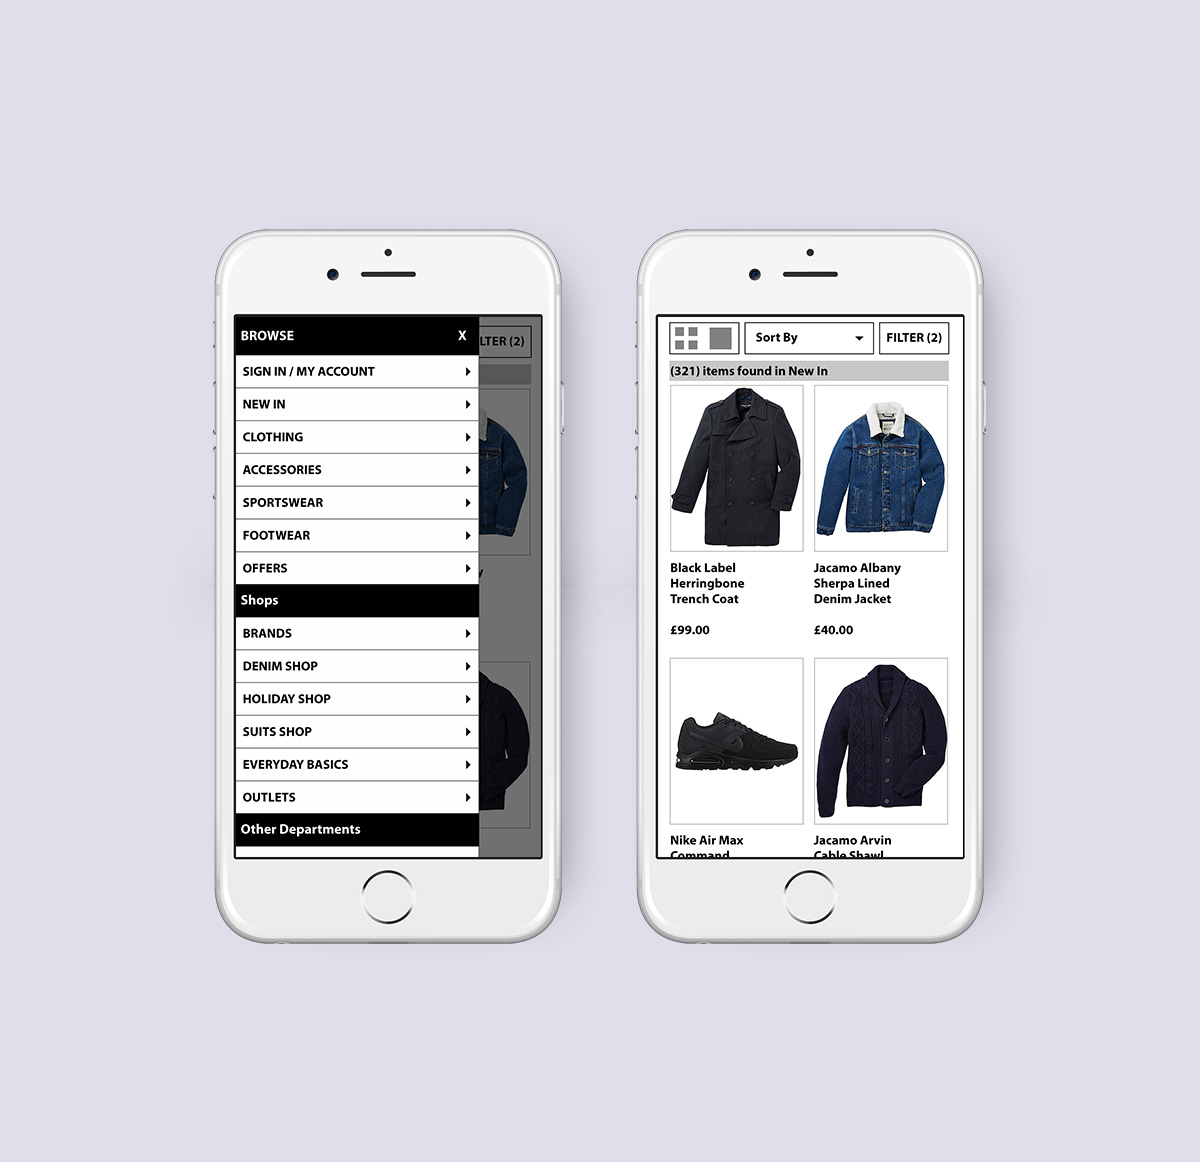 BROWSE X
SIGN IN / MY ACCOUNT
NEW IN
CLOTHING
ACCESSORIES
SPORTSWEAR
FOOTWEAR
OFFERS
Shops
BRANDS
DENIM SHOP
HOLIDAY SHOP
SUITS SHOP
EVERYDAY BASICS
OUTLETS
Other Departments
LTER (2)
Sort By
FILTER (2)
(321) items found in New In
Black Label
Herringbone
Trench Coat
£99.00
Jacamo Albany
Sherpa Lined
Denim Jacket
£40.00
Nike Air Max
Command
Jacamo Arvin
Cable Shawl